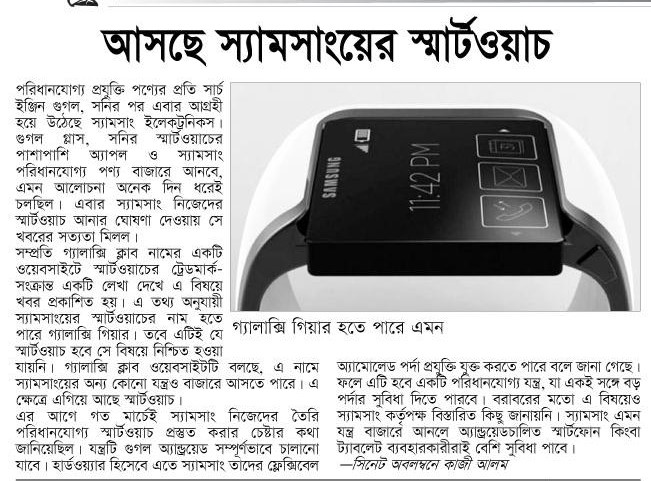 আসছে স্যামসাংয়ের স্মার্টওয়াচ
পরিধানযোগ্য প্রযুক্তি পণ্যের প্রতি সার্চ
ইঞ্জিন গুগল, সনির পর এবার আগ্রহী
হয়ে উঠেছে স্যামসাং ইলেকট্রনিকস।
গুগল গ্লাস, সনির স্মার্টওয়াচের
পাশাপাশি অ্যাপল ও স্যামসাং
পরিধানযোগ্য পণ্য বাজারে আনবে,
এমন আলোচনা অনেক দিন ধরেই
চলছিল। এবার স্যামসাং নিজেদের
স্মার্টওয়াচ আনার ঘোষণা দেওয়ায় সে
খবরের সত্যতা মিলল।
সম্প্রতি গ্যালাক্সি ক্লাব নামের একটি
ওয়েবসাইটে স্মার্টওয়াচের ট্রেডমার্ক-
সংক্রান্ত একটি লেখা দেখে এ বিষয়ে
খবর প্রকাশিত হয়। এ তথ্য অনুযায়ী
স্যামসাংয়ের স্মার্টওয়াচের নাম হতে
পারে গ্যালাক্সি গিয়ার। তবে এটিই যে
স্মার্টওয়াচ হবে সে বিষয়ে নিশ্চিত হওয়া
যায়নি। গ্যালাক্সি ক্লাব ওয়েবসাইটটি বলছে, এ নামে
স্যামসাংয়ের অন্য কোনো যন্ত্রও বাজারে আসতে পারে। এ
ক্ষেত্রে এগিয়ে আছে স্মার্টওয়াচ।
এর আগে গত মার্চেই স্যামসাং নিজেদের তৈরি
পরিধানযোগ্য স্মার্টওয়াচ প্রস্তুত করার চেষ্টার কথা
জানিয়েছিল। যন্ত্রটি গুগল অ্যান্ড্রয়েড সম্পূর্ণভাবে চালানো
যাবে। হার্ডওয়্যার হিসেবে এতে স্যামসাং তাদের ফ্লেক্সিবেল
SAMSUNG
11:42 PM
গ্যালাক্সি গিয়ার হতে পারে এমন
অ্যামোলেড পর্দা প্রযুক্তি যুক্ত করতে পারে বলে জানা গেছে।
ফলে এটি হবে একটি পরিধানযোগ্য যন্ত্র, যা একই সঙ্গে বড়
পর্দার সুবিধা দিতে পারবে। বরাবরের মতো এ বিষয়েও
স্যামসাং কর্তৃপক্ষ বিস্তারিত কিছু জানায়নি। স্যামসাং এমন
যন্ত্র বাজারে আনলে অ্যান্ড্রয়েডচালিত স্মার্টফোন কিংবা
ট্যাবলেট ব্যবহারকারীরাই বেশি সুবিধা পাবে।
—সিনেট অবলম্বনে কাজী আলম